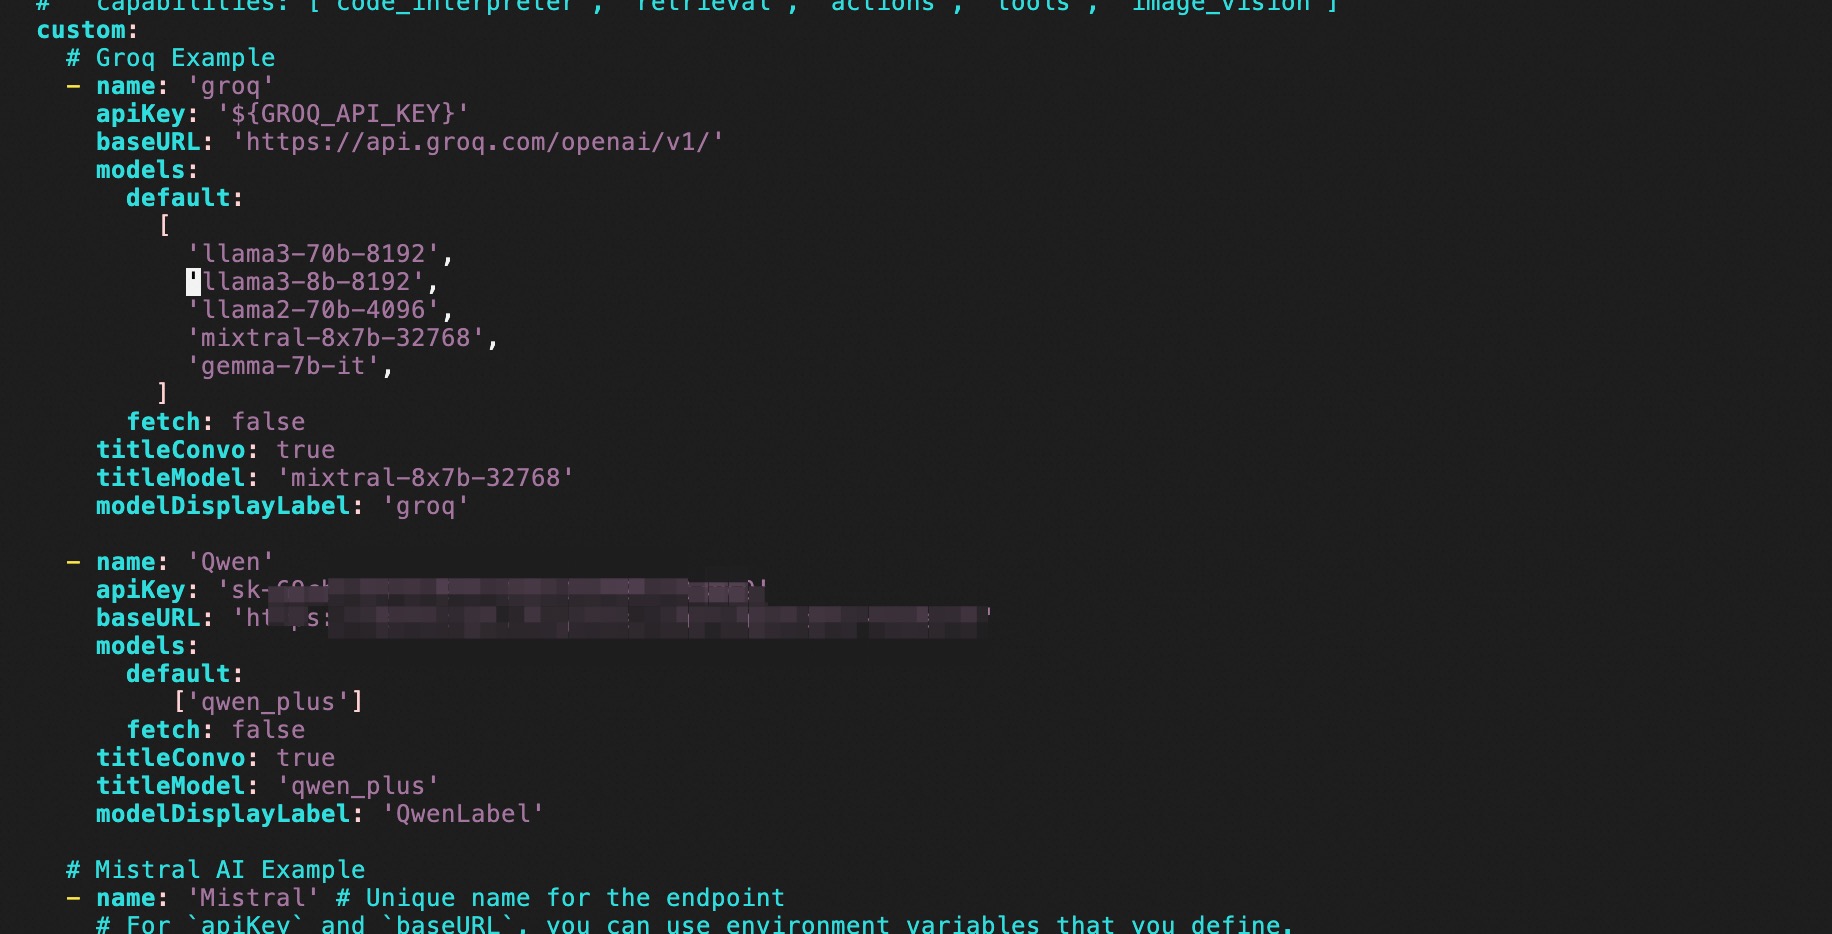 #   capabilities: ["code_interpreter", "retrieval", "actions", "tools", "image_vision"]
custom:
  # Groq Example
  - name: 'groq'
    apiKey: '${GROQ_API_KEY}'
    baseURL: 'https://api.groq.com/openai/v1/'
    models:
      default:
        [
          'llama3-70b-8192',
          'llama3-8b-8192',
          'llama2-70b-4096',
          'mixtral-8x7b-32768',
          'gemma-7b-it',
        ]
      fetch: false
    titleConvo: true
    titleModel: 'mixtral-8x7b-32768'
    modelDisplayLabel: 'groq'
  - name: 'Qwen'
    apiKey: 'sk-
    baseURL:
    models:
      default:
         ['qwen_plus']
      fetch: false
    titleConvo: true
    titleModel: 'qwen_plus'
    modelDisplayLabel: 'QwenLabel'
  # Mistral AI Example
  - name: 'Mistral' # Unique name for the endpoint
    # For `apiKey` and `baseURL`, you can use environment variables that you define.